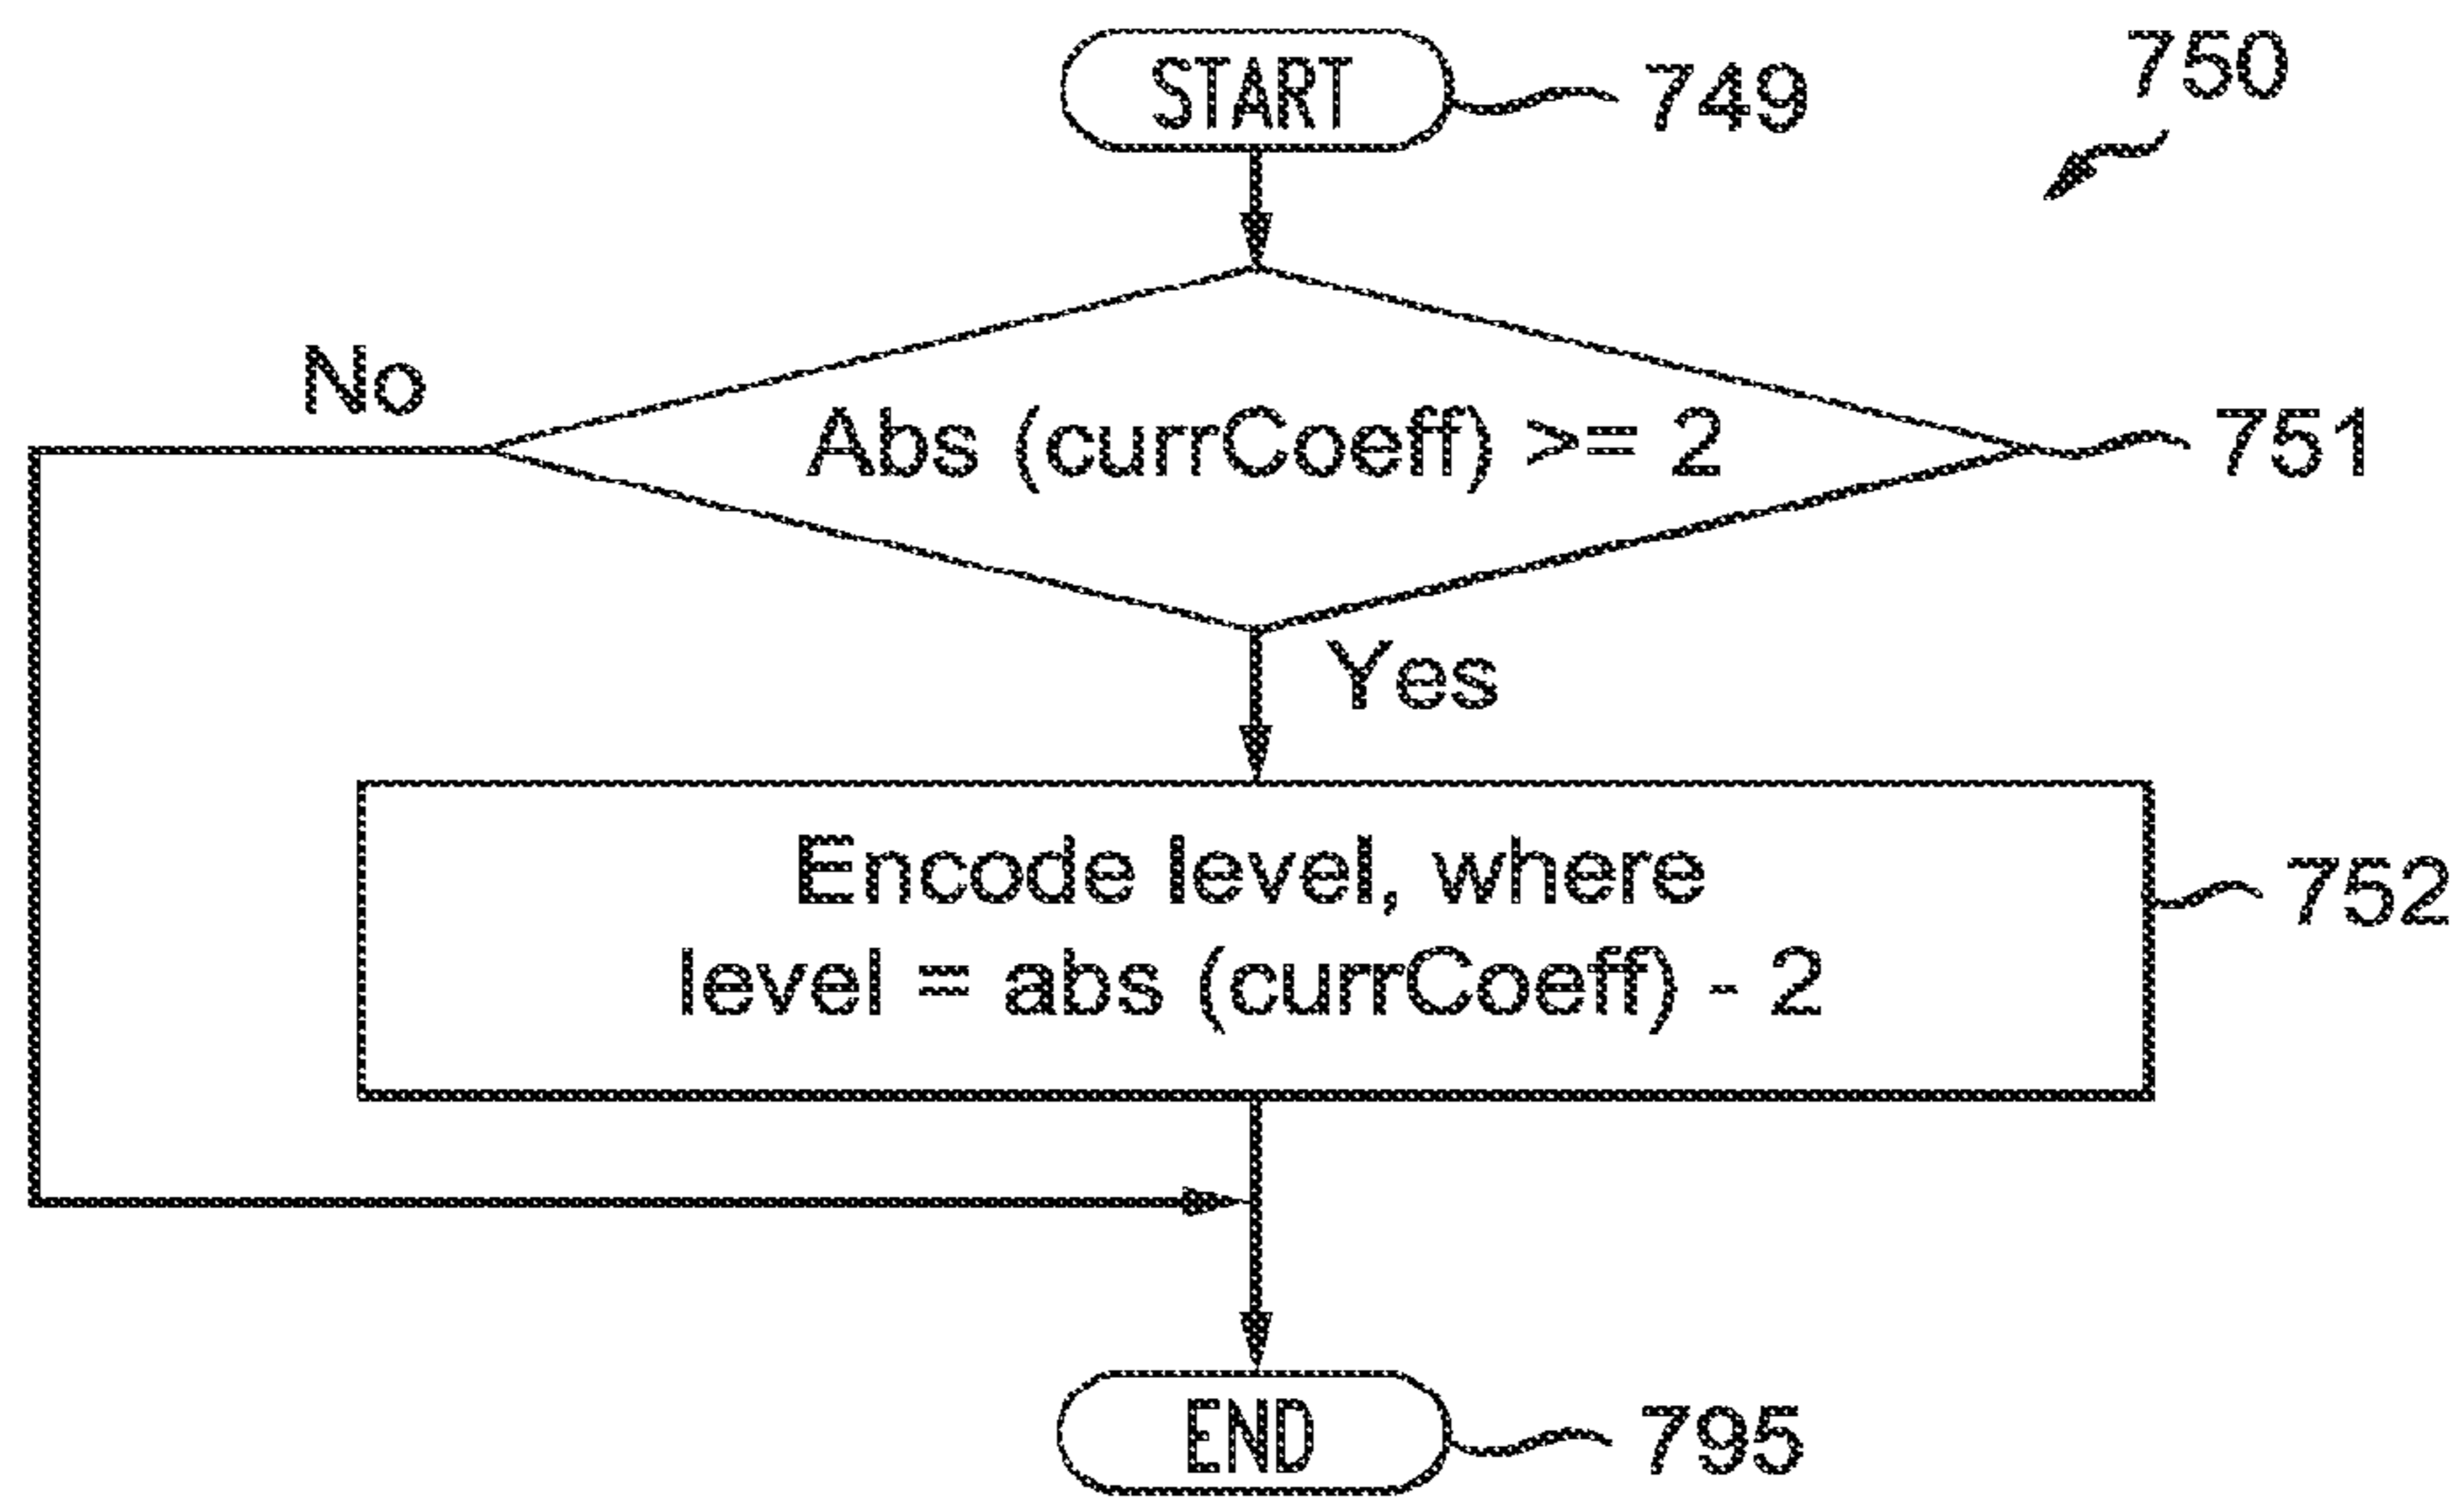 750
START
749
No
Abs (currCoeff) >= 2
751
Yes
Encode level, where
level = abs (currCoeff) - 2
752
END
795